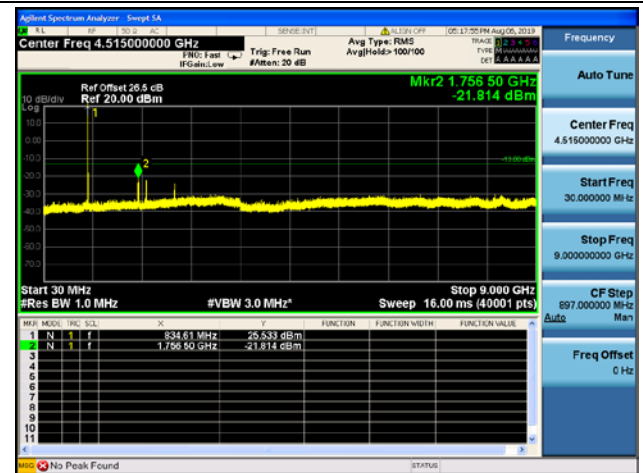 Agilent Spectrum Analyzer - Swept SA
RL RF 50 Ω AC SENSE:INT ALIGN OFF 05:17:55 PM Aug 06, 2019
Center Freq 4.515000000 GHz
PNO: Fast
IFGain:Low
Trig: Free Run
#Atten: 20 dB
Avg Type: RMS
Avg|Hold:> 100/100
TRACE 1 2 3 4 5 6
TYPE
DET A A A A A A
Ref Offset 26.5 dB
Ref 20.00 dBm
10 dB/div
Log
Mkr2 1.756 50 GHz
-21.814 dBm
1
10.0
0.00
-10.0
-13.00 dBm
2
-20.0
-30.0
-40.0
-50.0
-60.0
-70.0
Start 30 MHz
Stop 9.000 GHz
#Res BW 1.0 MHz
#VBW 3.0 MHz*
Sweep 16.00 ms (40001 pts)
MKR MODE TRC SCL X Y FUNCTION FUNCTION WIDTH FUNCTION VALUE
1 N 1 f 834.61 MHz 25.533 dBm
2 N 1 f 1.756 50 GHz -21.814 dBm
3
4
5
6
7
8
9
10
11
MSG No Peak Found
STATUS
Frequency
Auto Tune
Center Freq
4.515000000 GHz
Start Freq
30.000000 MHz
Stop Freq
9.000000000 GHz
CF Step
897.000000 MHz
Auto Man
Freq Offset
0 Hz